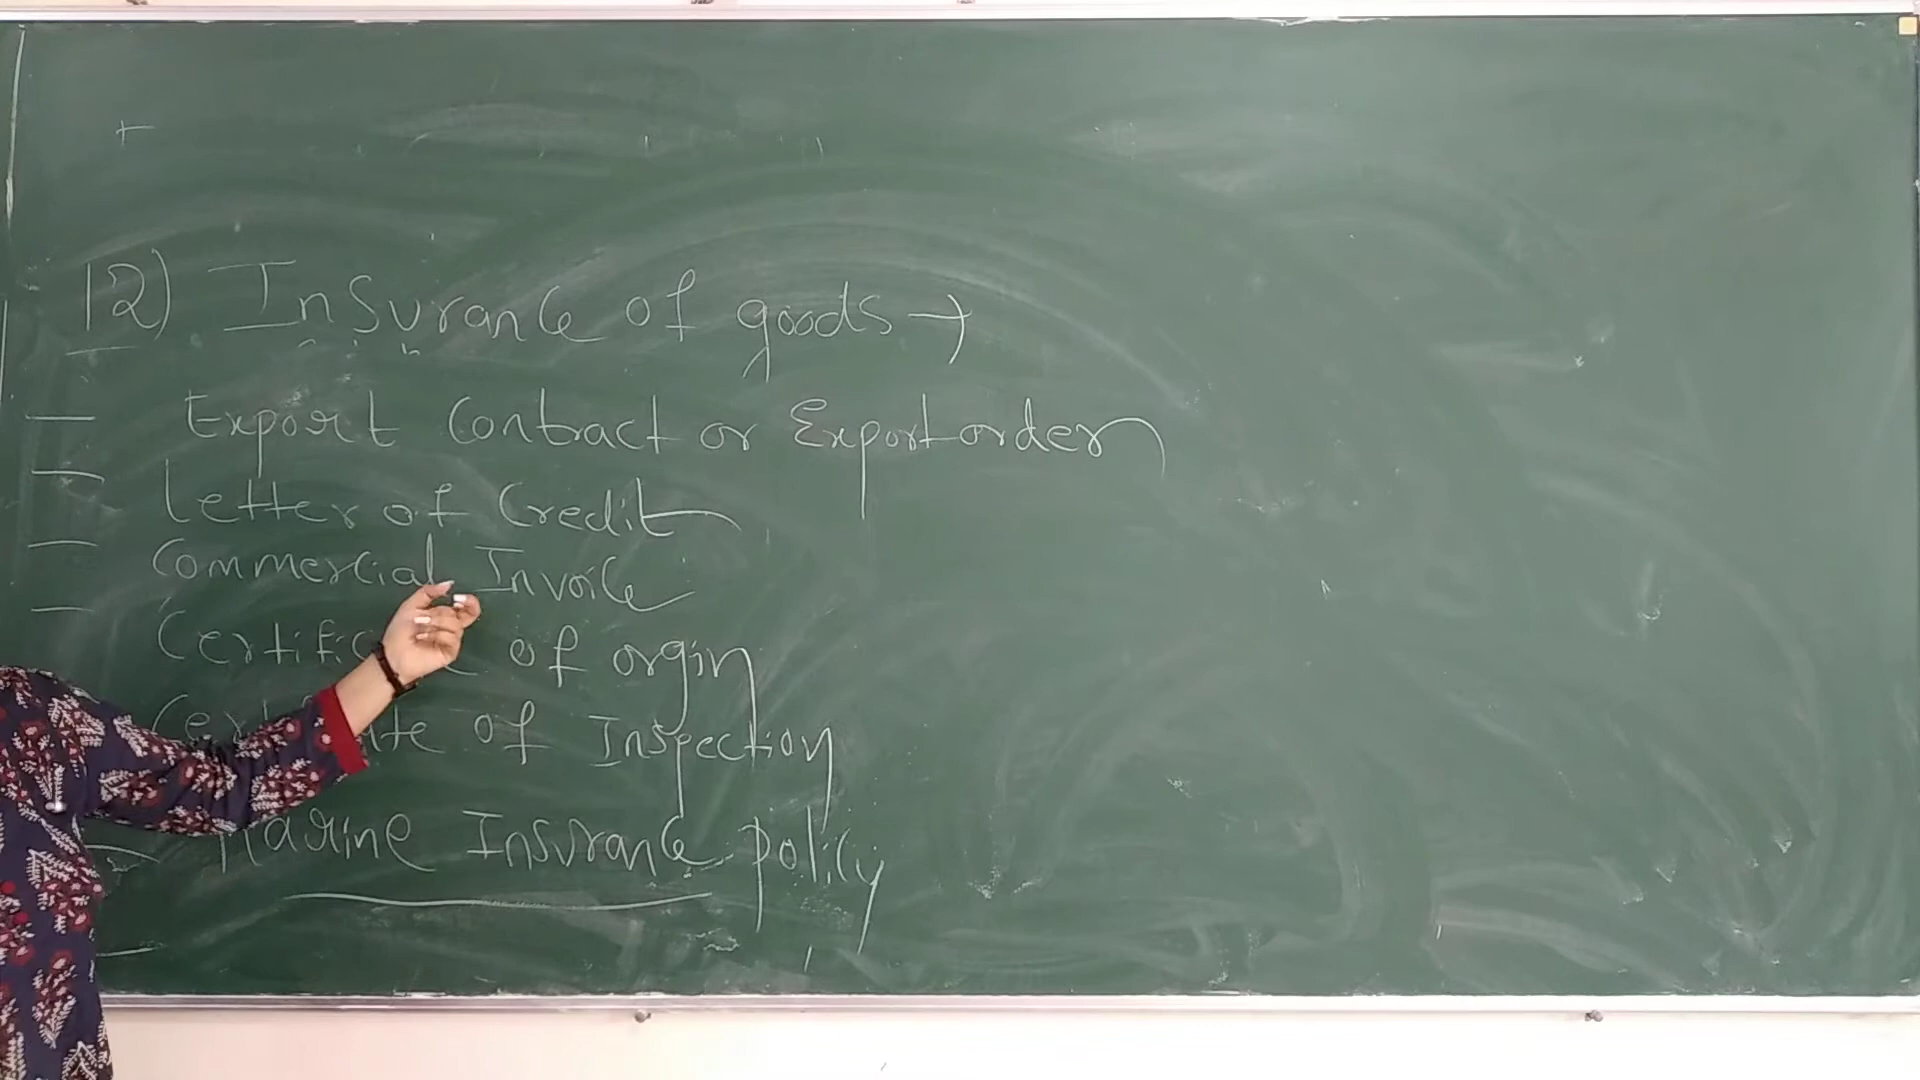 12) Insurance of goods →
— Export Contract or Export order
— Letter of Credit
— Commercial Invoice
— of orgin
of Inspection
— Marine Insurance policy